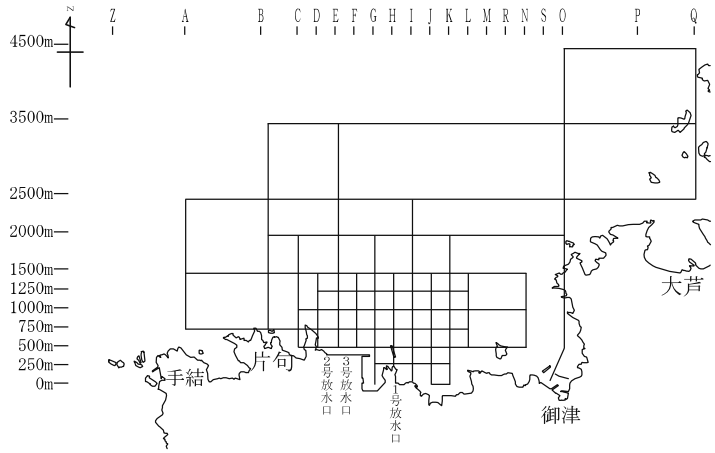 N
Z A B C D E F G H I J K L M R N S O P Q
4500m
3500m
2500m
2000m
1500m
1250m
1000m
750m
500m
250m
0m
大芦
片句
手結
2号放水口
3号放水口
1号放水口
御津